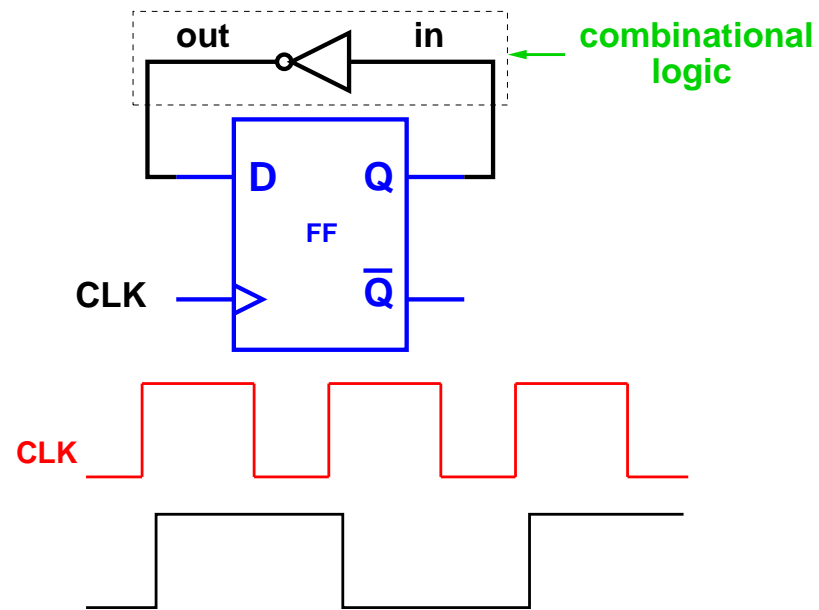 out in combinational
logic
D Q
FF
CLK Q̅
CLK